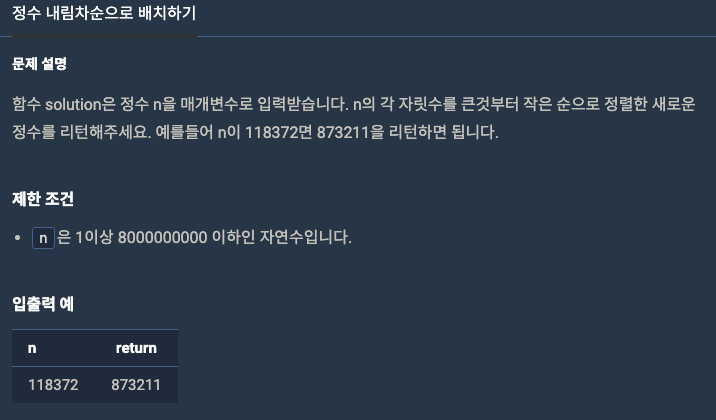 정수 내림차순으로 배치하기
문제 설명
함수 solution은 정수 n을 매개변수로 입력받습니다. n의 각 자릿수를 큰것부터 작은 순으로 정렬한 새로운
정수를 리턴해주세요. 예를들어 n이 118372면 873211을 리턴하면 됩니다.
제한 조건
• n 은 1이상 8000000000 이하인 자연수입니다.
입출력 예
n return
118372 873211